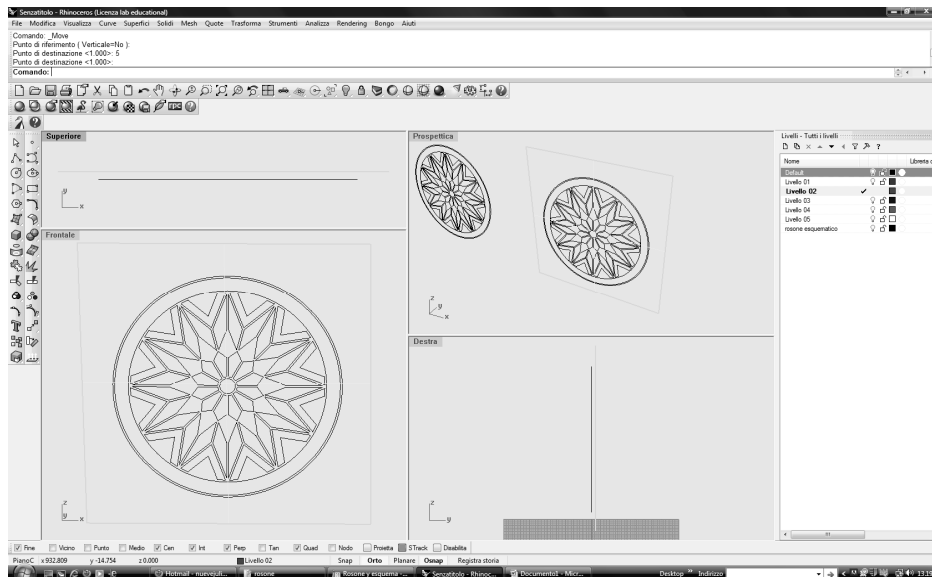 Senzatitolo - Rhinoceros (Licenza lab educational)
File Modifica Visualizza Curve Superfici Solidi Mesh Quote Trasforma Strumenti Analizza Rendering Bongo Aiuti
Comando: _Move
Punto di riferimento ( Verticale=No ):
Punto di destinazione <1.000>: 5
Punto di destinazione <1.000>:
Comando:
Superiore
y
x
Prospettica
z
y
x
Frontale
z
y
x
Destra
z
y
Livelli - Tutti i livelli
Nome
Default
Livello 01
Livello 02
Livello 03
Livello 04
Livello 05
rosone esquematico
Fine Vicino Punto Medio Cen Int Perp Tan Quad Nodo Proietta STrack Disabilita
PianoC x 932.809 y -14.754 z 0.000 Livello 02 Snap Orto Planare Osnap Registra storia
Hotmail - nuevejuli... rosone Rosone y esquema -... Senzatitolo - Rhinoc... Documento1 - Micr... Desktop Indirizzo